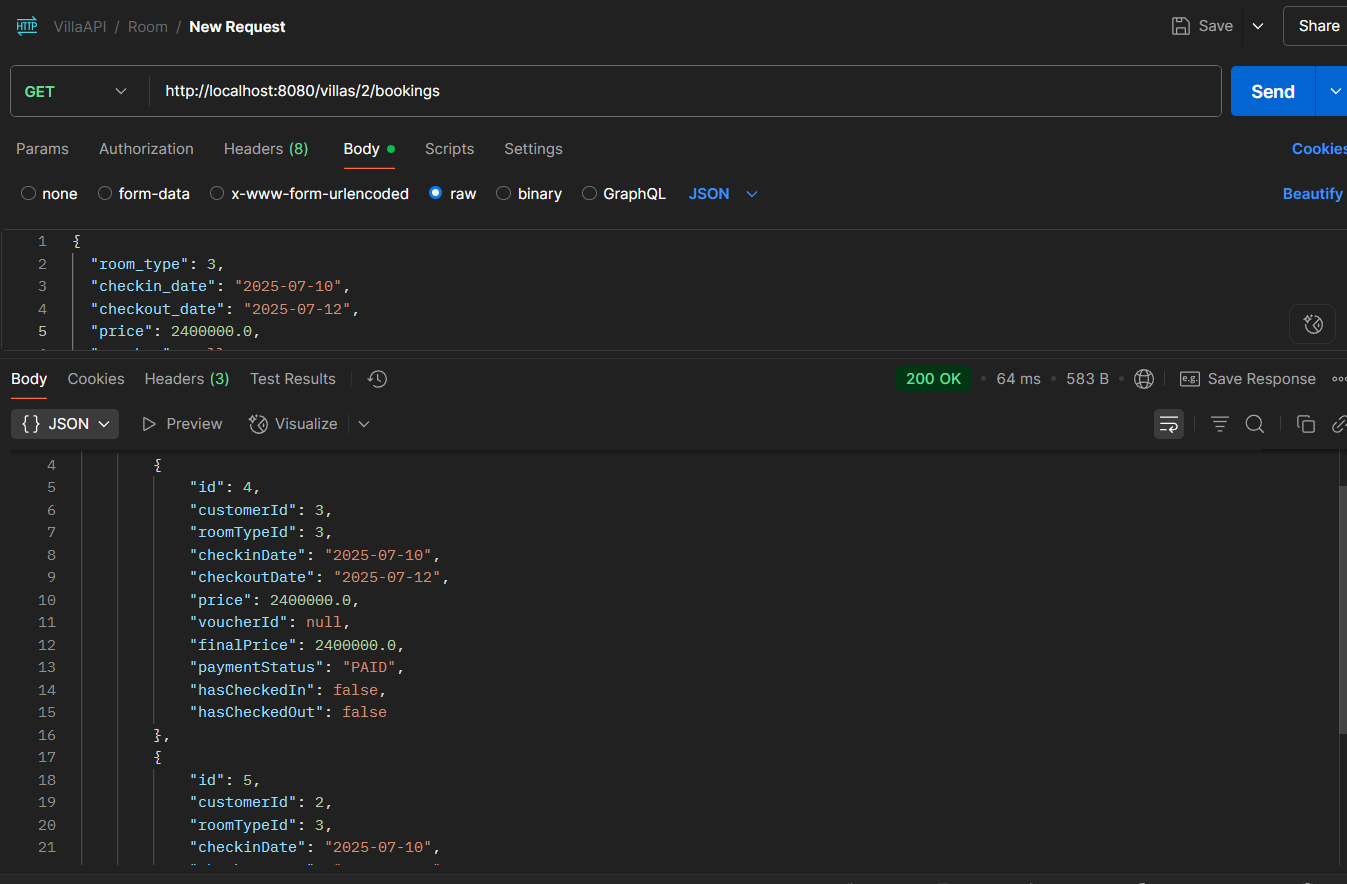 HTTP VillaAPI / Room / New Request Save Share
GET http://localhost:8080/villas/2/bookings Send
Params Authorization Headers (8) Body Scripts Settings Cookies
none form-data x-www-form-urlencoded raw binary GraphQL JSON Beautify
1 {
2 "room_type": 3,
3 "checkin_date": "2025-07-10",
4 "checkout_date": "2025-07-12",
5 "price": 2400000.0,
Body Cookies Headers (3) Test Results 200 OK 64 ms 583 B e.g. Save Response
{} JSON Preview Visualize
4 {
5 "id": 4,
6 "customerId": 3,
7 "roomTypeId": 3,
8 "checkinDate": "2025-07-10",
9 "checkoutDate": "2025-07-12",
10 "price": 2400000.0,
11 "voucherId": null,
12 "finalPrice": 2400000.0,
13 "paymentStatus": "PAID",
14 "hasCheckedIn": false,
15 "hasCheckedOut": false
16 },
17 {
18 "id": 5,
19 "customerId": 2,
20 "roomTypeId": 3,
21 "checkinDate": "2025-07-10",